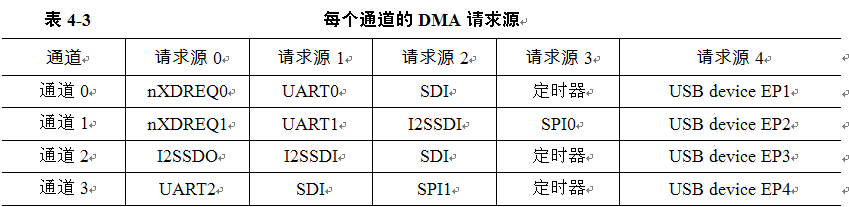 表 4-3 每个通道的 DMA 请求源
通道 请求源 0 请求源 1 请求源 2 请求源 3 请求源 4
通道 0 nXDREQ0 UART0 SDI 定时器 USB device EP1
通道 1 nXDREQ1 UART1 I2SSDI SPI0 USB device EP2
通道 2 I2SSDO I2SSDI SDI 定时器 USB device EP3
通道 3 UART2 SDI SPI1 定时器 USB device EP4